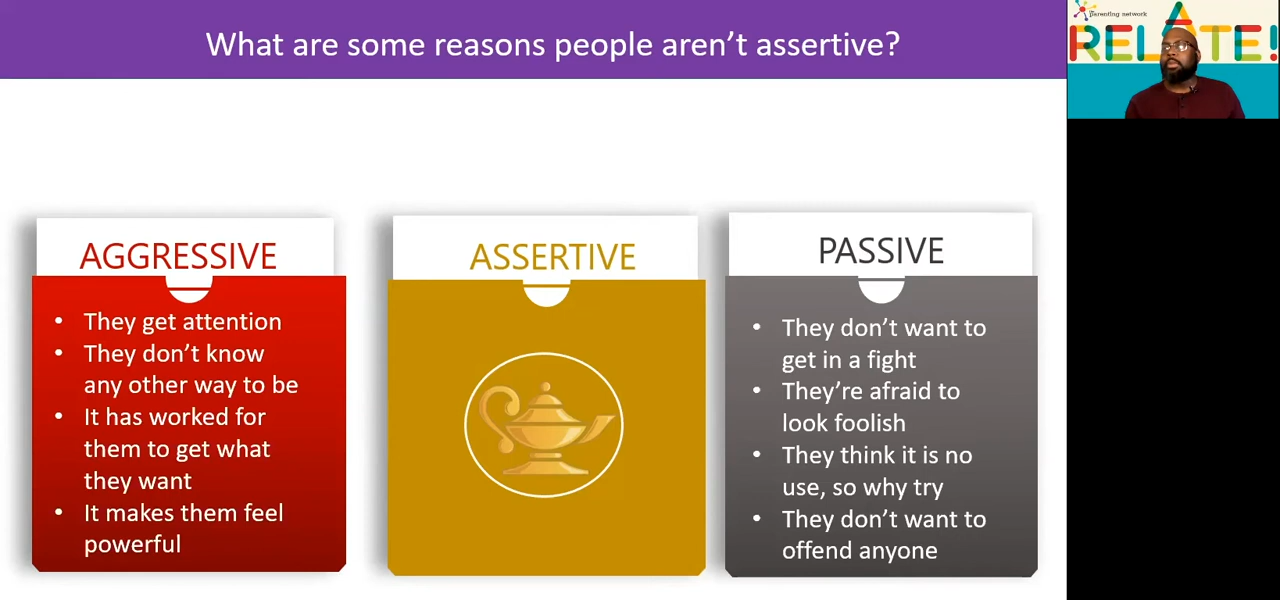 What are some reasons people aren't assertive?
The parenting network
RELATE!
AGGRESSIVE
• They get attention
• They don't know
any other way to be
• It has worked for
them to get what
they want
• It makes them feel
powerful
ASSERTIVE
PASSIVE
• They don't want to
get in a fight
• They're afraid to
look foolish
• They think it is no
use, so why try
• They don't want to
offend anyone